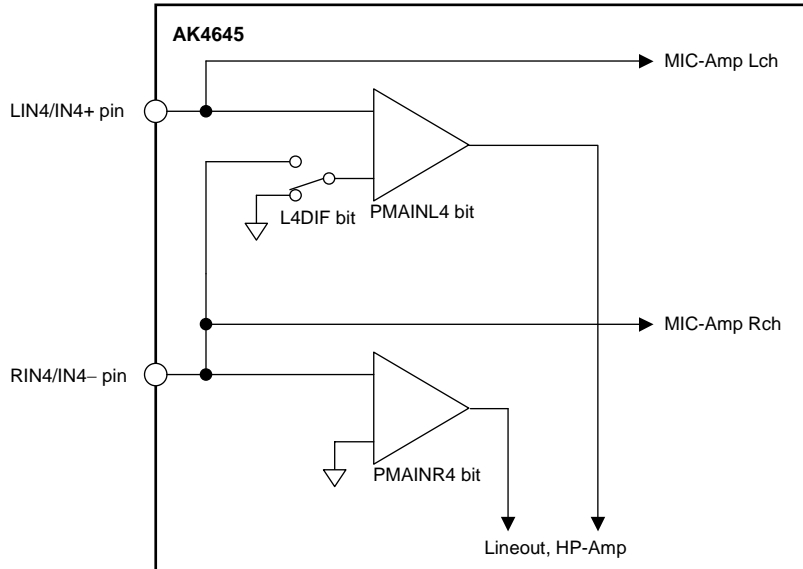 AK4645
MIC-Amp Lch
LIN4/IN4+ pin
L4DIF bit
PMAINL4 bit
MIC-Amp Rch
RIN4/IN4− pin
PMAINR4 bit
Lineout, HP-Amp